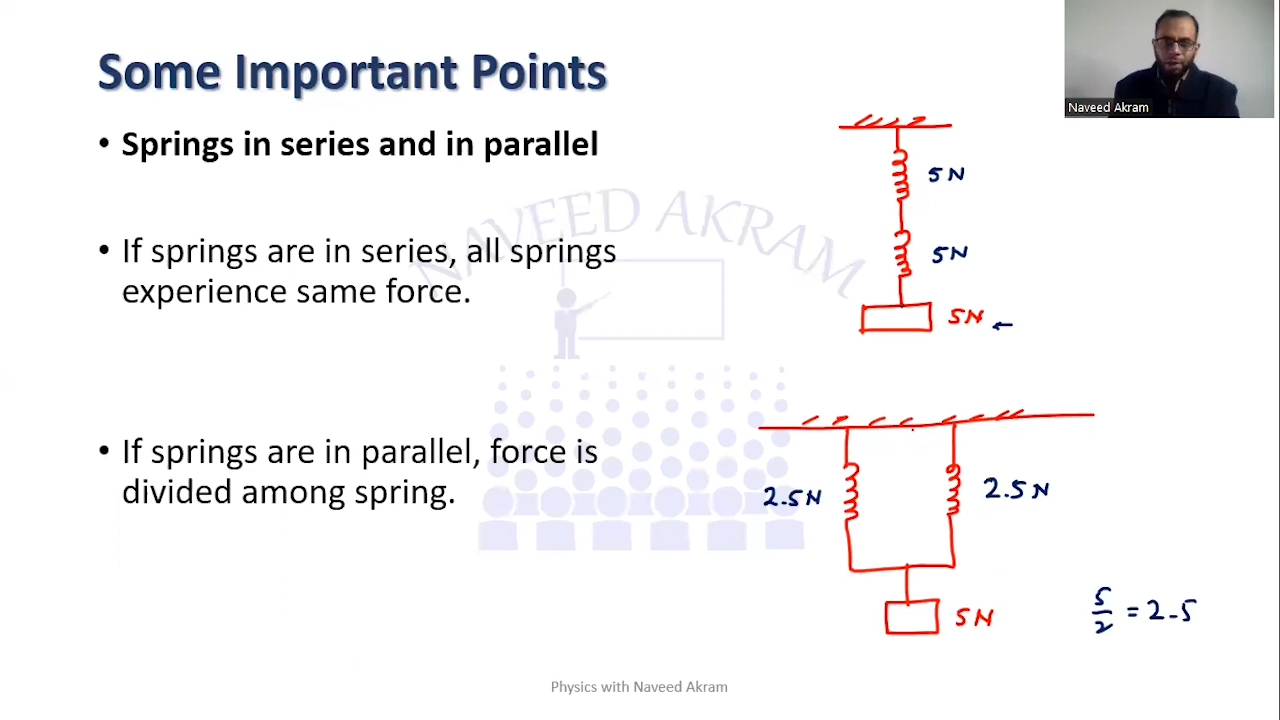 Some Important Points
Naveed Akram
• Springs in series and in parallel
• If springs are in series, all springs
experience same force.
• If springs are in parallel, force is
divided among spring.
NAVEED AKRAM
5N
5N
5N
2.5N
2.5N
5N
5/2 = 2.5
Physics with Naveed Akram